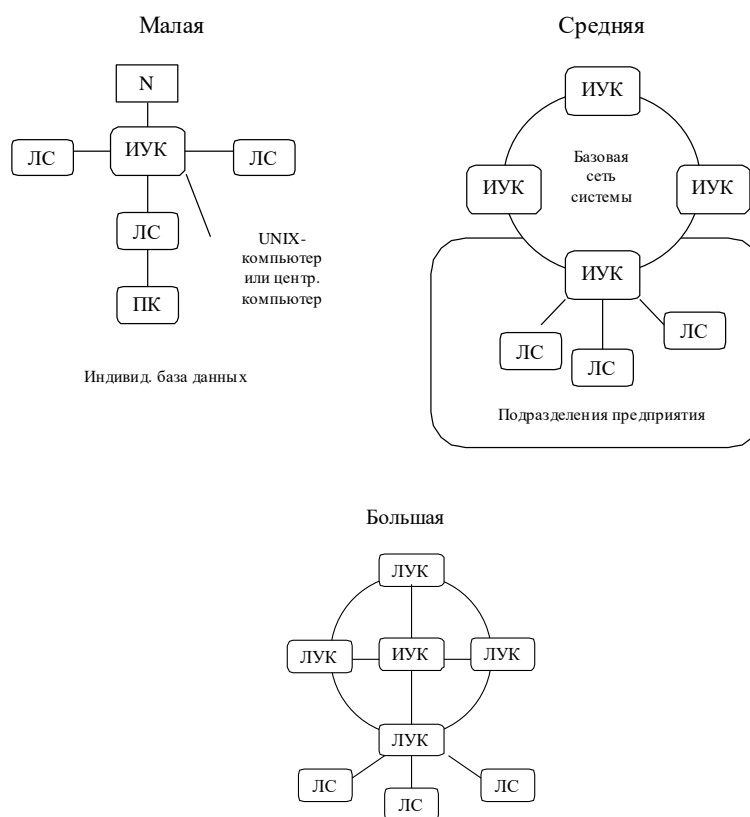 Малая
N
ЛС
ИУК
ЛС
ЛС
UNIX-
компьютер
или центр.
компьютер
ПК
Индивид. база данных
Средняя
ИУК
ИУК
Базовая
сеть
системы
ИУК
ИУК
ЛС
ЛС
ЛС
Подразделения предприятия
Большая
ЛУК
ЛУК
ИУК
ЛУК
ЛУК
ЛС
ЛС
ЛС